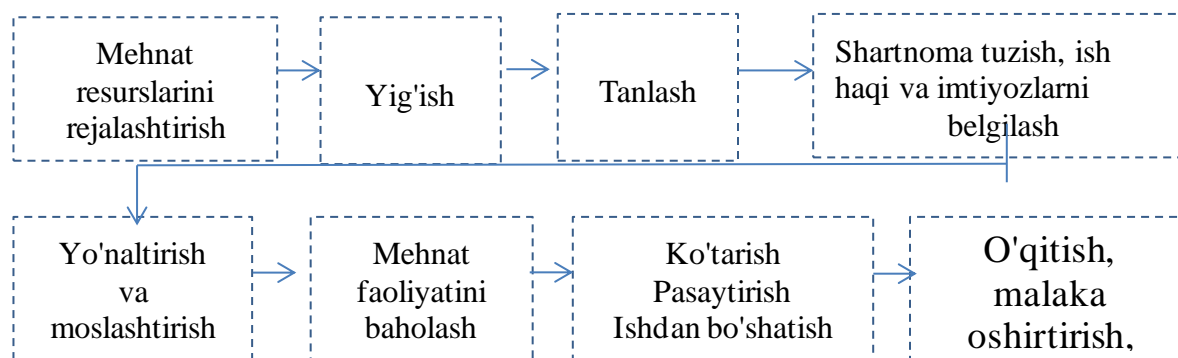 Mehnat
resurslarini
rejalashtirish
Yig'ish
Tanlash
Shartnoma tuzish, ish
haqi va imtiyozlarni
belgilash
Yo'naltirish
va
moslashtirish
Mehnat
faoliyatini
baholash
Ko'tarish
Pasaytirish
Ishdan bo'shatish
O'qitish,
malaka
oshirtirish,